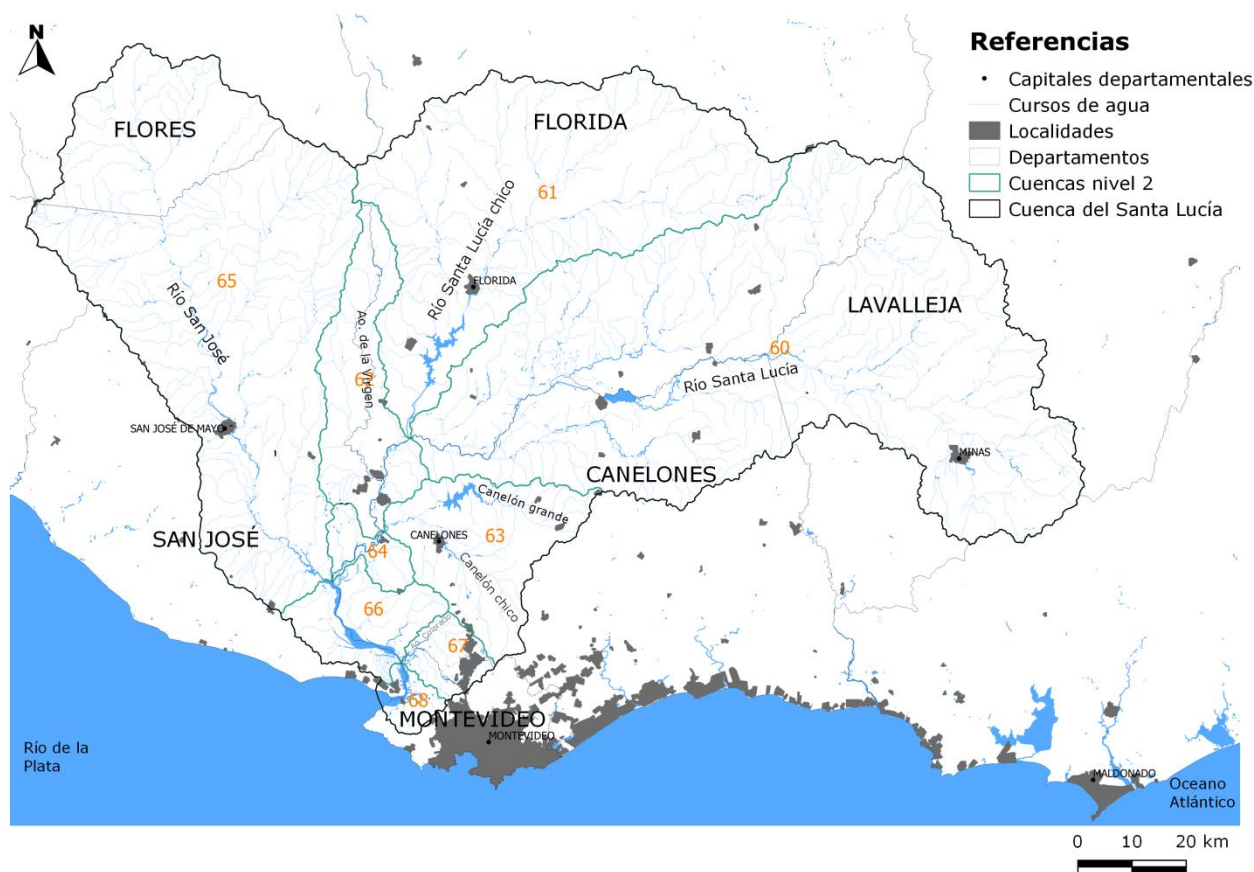 N
Referencias
Capitales departamentales
Cursos de agua
Localidades
Departamentos
Cuencas nivel 2
Cuenca del Santa Lucía
FLORES
FLORIDA
61
Río Santa Lucía chico
65
FLORIDA
Río San José
LAVALLEJA
Ao. de la Virgen
60
Río Santa Lucía
SAN JOSÉ DE MAYO
MINAS
CANELONES
Canelón grande
SAN JOSÉ
CANELONES
63
64
Canelón chico
66
Colorado
67
68
MONTEVIDEO
MONTEVIDEO
Río de la
Plata
MALDONADO
Oceano
Atlántico
0 10 20 km